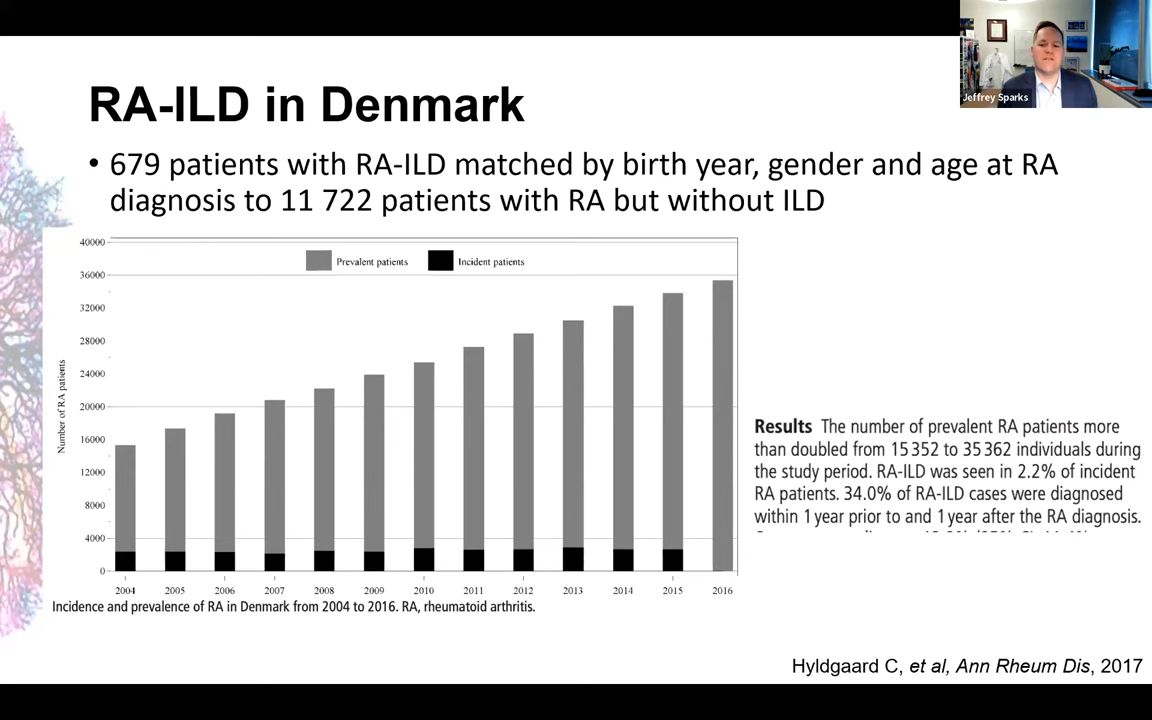 Jeffrey Sparks
RA-ILD in Denmark
• 679 patients with RA-ILD matched by birth year, gender and age at RA
diagnosis to 11 722 patients with RA but without ILD
Prevalent patients
Incident patients
Number of RA patients
40000
36000
32000
28000
24000
20000
16000
12000
8000
4000
0
2004 2005 2006 2007 2008 2009 2010 2011 2012 2013 2014 2015 2016
Incidence and prevalence of RA in Denmark from 2004 to 2016. RA, rheumatoid arthritis.
Results The number of prevalent RA patients more
than doubled from 15 352 to 35 362 individuals during
the study period. RA-ILD was seen in 2.2% of incident
RA patients. 34.0% of RA-ILD cases were diagnosed
within 1 year prior to and 1 year after the RA diagnosis.
Hyldgaard C, et al, Ann Rheum Dis, 2017